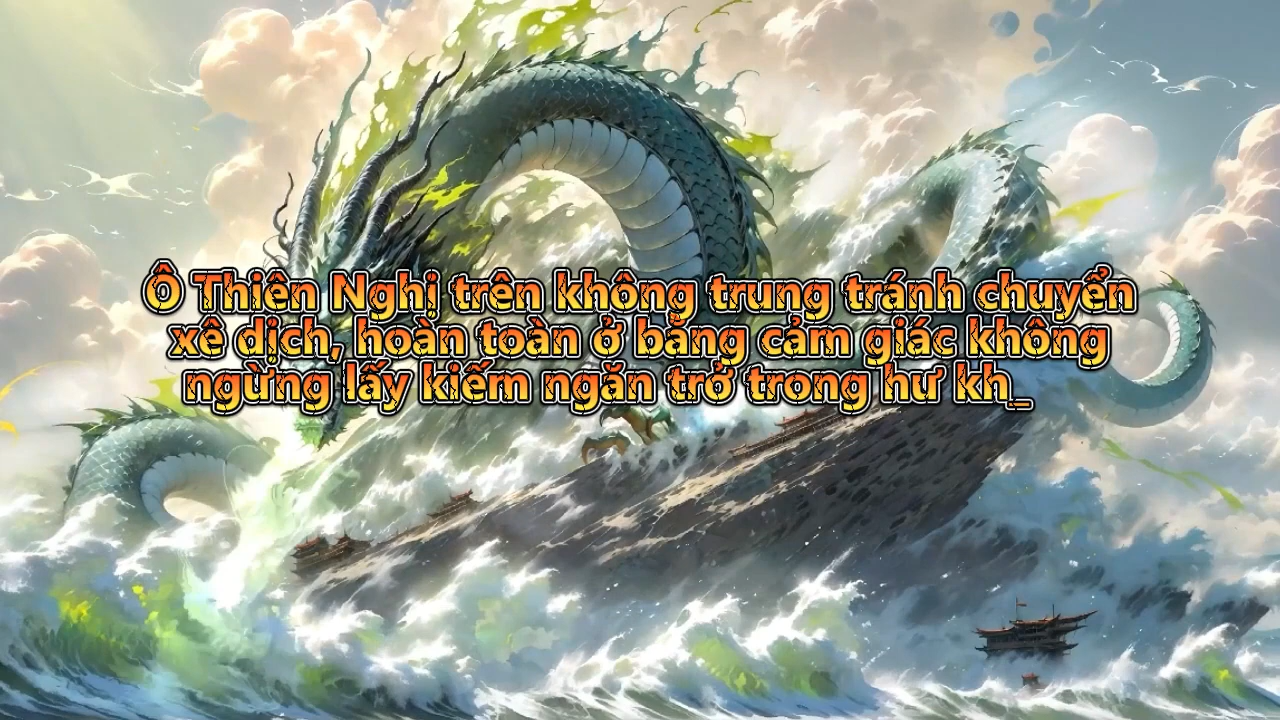 Ô Thiên Nghị trên không trung tránh chuyển
xê dịch, hoàn toàn ở bằng cảm giác không
ngừng lấy kiếm ngăn trở trong hư kh_